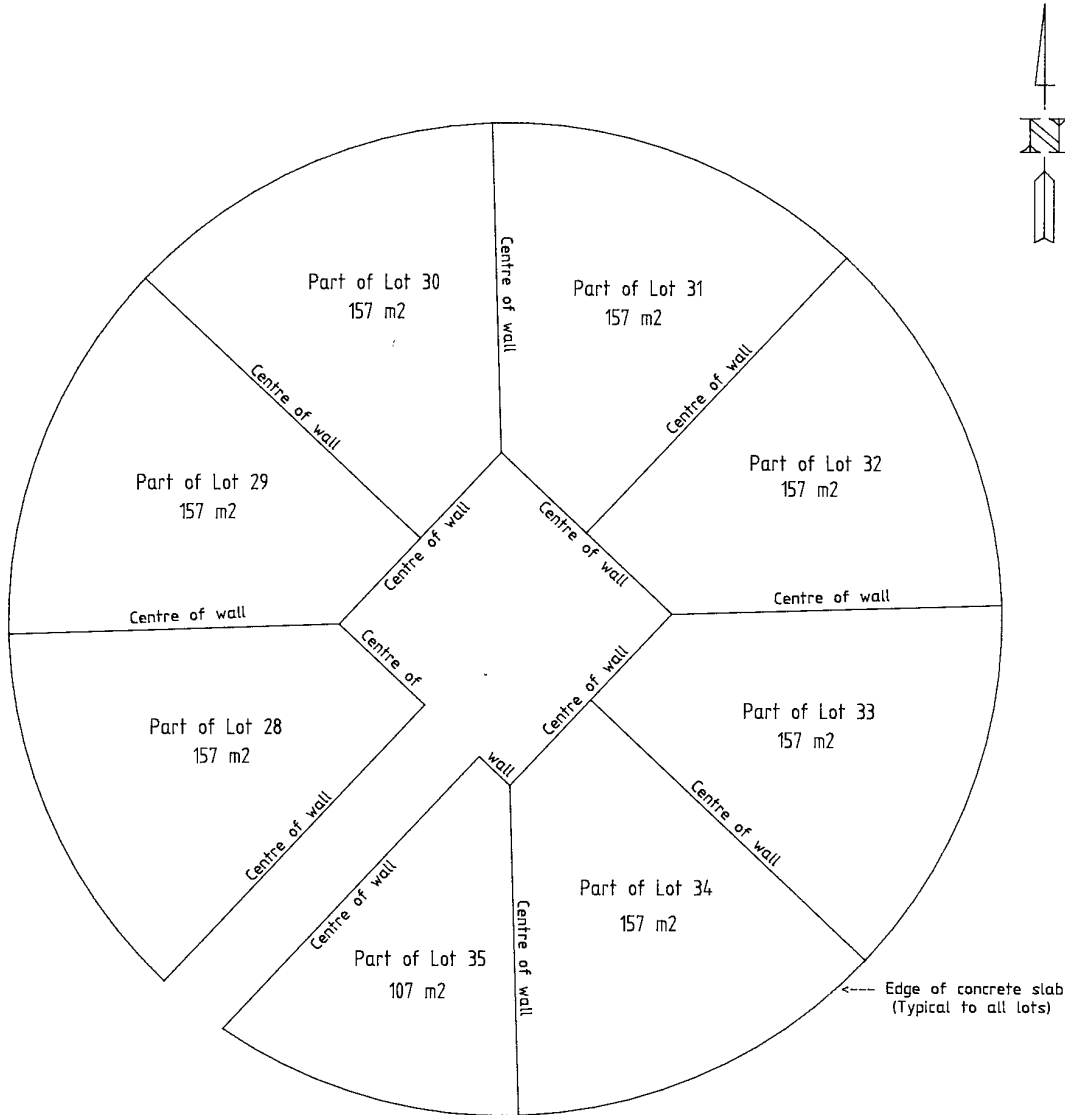 N
Part of Lot 30
157 m2
Centre of wall
Part of Lot 31
157 m2
Centre of wall
Centre of wall
Part of Lot 29
157 m2
Part of Lot 32
157 m2
Centre of wall
Centre of wall
Centre of wall
Centre of wall
Centre of
Centre of wall
Part of Lot 28
157 m2
Part of Lot 33
157 m2
wall
Centre of wall
Centre of wall
Centre of wall
Part of Lot 34
157 m2
Centre of wall
Part of Lot 35
107 m2
<--- Edge of concrete slab
(Typical to all lots)